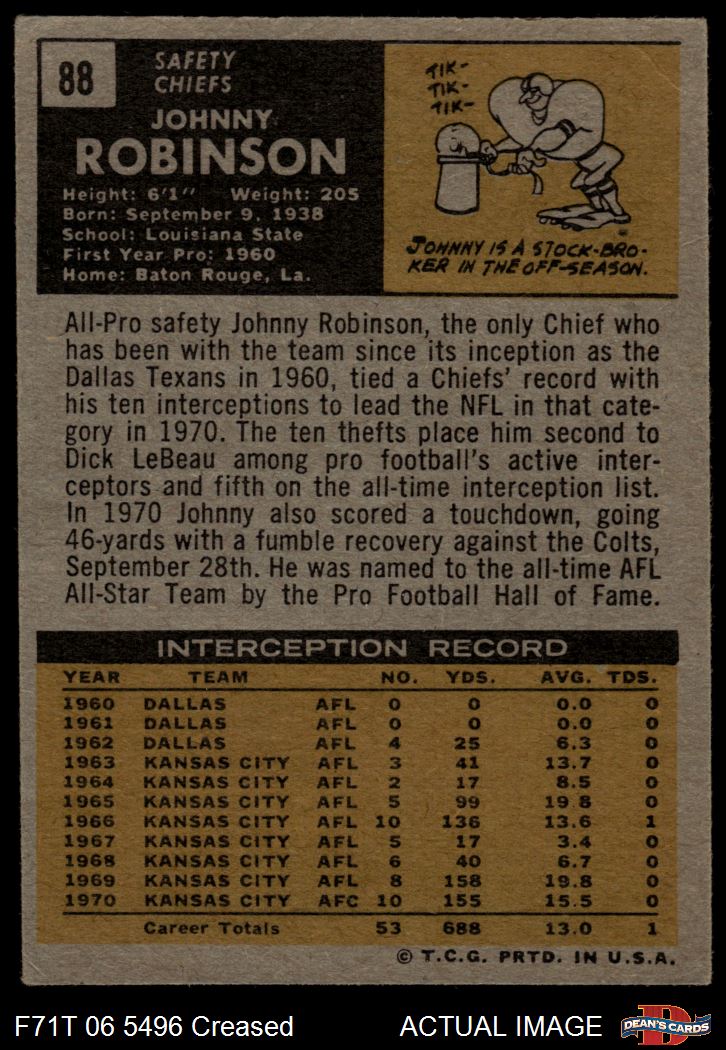 88
SAFETY
CHIEFS
JOHNNY
ROBINSON
Height: 6'1" Weight: 205
Born: September 9, 1938
School: Louisiana State
First Year Pro: 1960
Home: Baton Rouge, La.
TIK-
TIK-
TIK-
JOHNNY IS A STOCK-BRO-
KER IN THE OFF-SEASON.
All-Pro safety Johnny Robinson, the only Chief who
has been with the team since its inception as the
Dallas Texans in 1960, tied a Chiefs' record with
his ten interceptions to lead the NFL in that cate-
gory in 1970. The ten thefts place him second to
Dick LeBeau among pro football's active inter-
ceptors and fifth on the all-time interception list.
In 1970 Johnny also scored a touchdown, going
46-yards with a fumble recovery against the Colts,
September 28th. He was named to the all-time AFL
All-Star Team by the Pro Football Hall of Fame.
INTERCEPTION RECORD
YEAR TEAM NO. YDS. AVG. TDS.
1960 DALLAS AFL 0 0 0.0 0
1961 DALLAS AFL 0 0 0.0 0
1962 DALLAS AFL 4 25 6.3 0
1963 KANSAS CITY AFL 3 41 13.7 0
1964 KANSAS CITY AFL 2 17 8.5 0
1965 KANSAS CITY AFL 5 99 19.8 0
1966 KANSAS CITY AFL 10 136 13.6 1
1967 KANSAS CITY AFL 5 17 3.4 0
1968 KANSAS CITY AFL 6 40 6.7 0
1969 KANSAS CITY AFL 8 158 19.8 0
1970 KANSAS CITY AFC 10 155 15.5 0
Career Totals 53 688 13.0 1
© T.C.G. PRTD. IN U.S.A.
F71T 06 5496 Creased ACTUAL IMAGE
D
DEAN'S CARDS